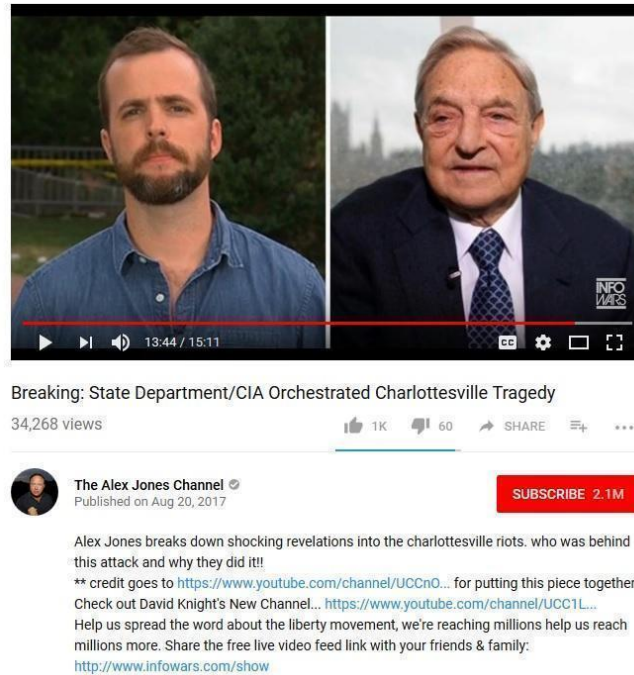 INFO
WARS
13:44 / 15:11
CC
Breaking: State Department/CIA Orchestrated Charlottesville Tragedy
34,268 views
1K 60 SHARE
The Alex Jones Channel
Published on Aug 20, 2017
SUBSCRIBE 2.1M
Alex Jones breaks down shocking revelations into the charlottesville riots. who was behind
this attack and why they did it!!
** credit goes to https://www.youtube.com/channel/UCCnO... for putting this piece together
Check out David Knight's New Channel... https://www.youtube.com/channel/UCC1L...
Help us spread the word about the liberty movement, we're reaching millions help us reach
millions more. Share the free live video feed link with your friends & family:
http://www.infowars.com/show